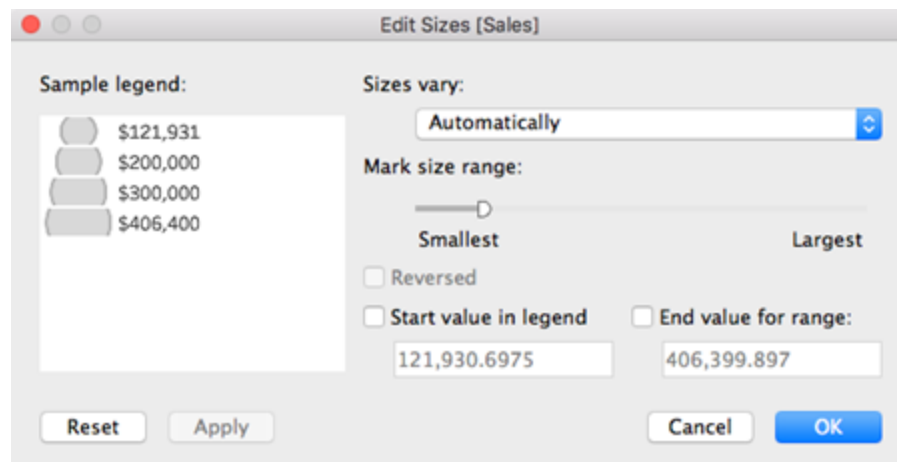 Edit Sizes [Sales]
Sample legend:
$121,931
$200,000
$300,000
$406,400
Sizes vary:
Automatically
Mark size range:
Smallest Largest
Reversed
Start value in legend End value for range:
121,930.6975 406,399.897
Reset Apply Cancel OK